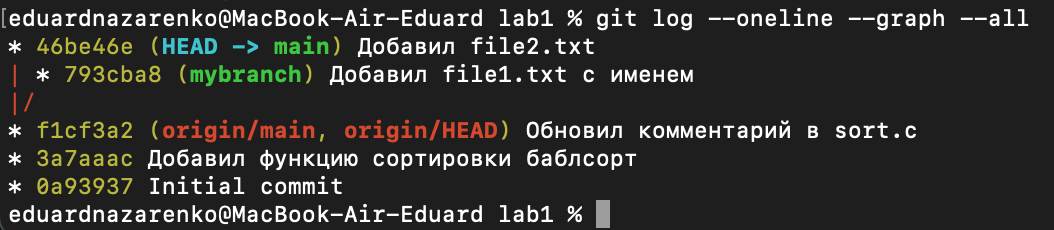 [eduardnazarenko@MacBook-Air-Eduard lab1 % git log --oneline --graph --all
* 46be46e (HEAD -> main) Добавил file2.txt
| * 793cba8 (mybranch) Добавил file1.txt с именем
|/
* f1cf3a2 (origin/main, origin/HEAD) Обновил комментарий в sort.c
* 3a7aaac Добавил функцию сортировки баблсорт
* 0a93937 Initial commit
eduardnazarenko@MacBook-Air-Eduard lab1 %